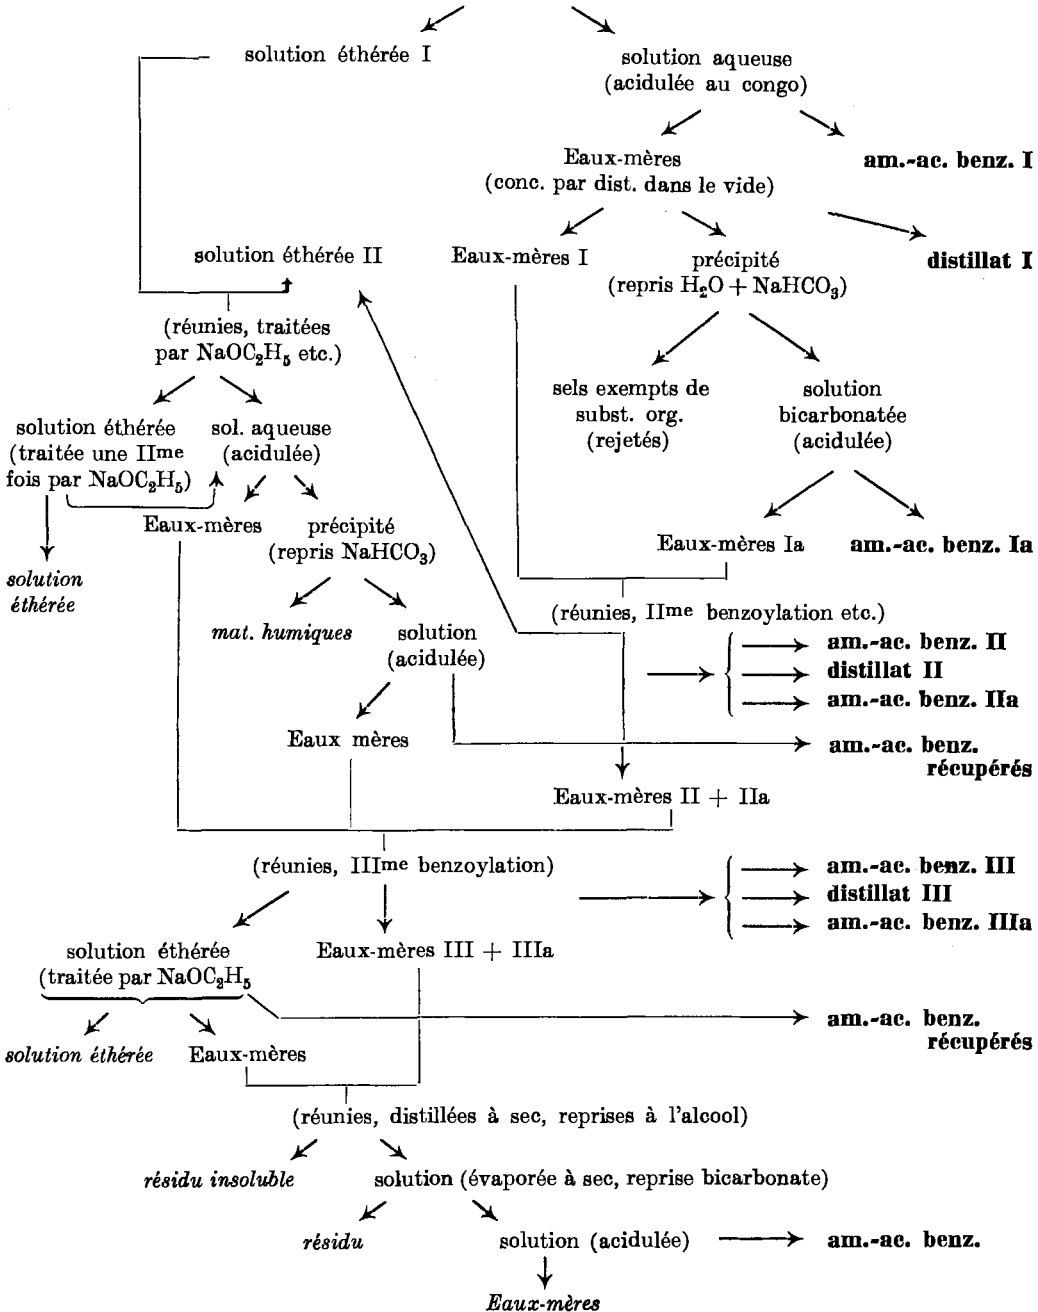 solution éthérée I
solution aqueuse
(acidulée au congo)
Eaux-mères
(conc. par dist. dans le vide)
am.-ac. benz. I
solution éthérée II
Eaux-mères I
précipité
(repris H₂O + NaHCO₃)
distillat I
(réunies, traitées
par NaOC₂H₅ etc.)
sels exempts de
subst. org.
(rejetés)
solution
bicarbonatée
(acidulée)
solution éthérée
(traitée une IIme
fois par NaOC₂H₅)
sol. aqueuse
(acidulée)
Eaux-mères
précipité
(repris NaHCO₃)
Eaux-mères Ia
am.-ac. benz. Ia
solution
éthérée
(réunies, IIme benzoylation etc.)
mat. humiques
solution
(acidulée)
am.-ac. benz. II
distillat II
am.-ac. benz. IIa
Eaux mères
am.-ac. benz.
récupérés
Eaux-mères II + IIa
(réunies, IIIme benzoylation)
am.-ac. benz. III
distillat III
am.-ac. benz. IIIa
solution éthérée
(traitée par NaOC₂H₅
Eaux-mères III + IIIa
am.-ac. benz.
récupérés
solution éthérée
Eaux-mères
(réunies, distillées à sec, reprises à l'alcool)
résidu insoluble
solution (évaporée à sec, reprise bicarbonate)
résidu
solution (acidulée)
am.-ac. benz.
Eaux-mères